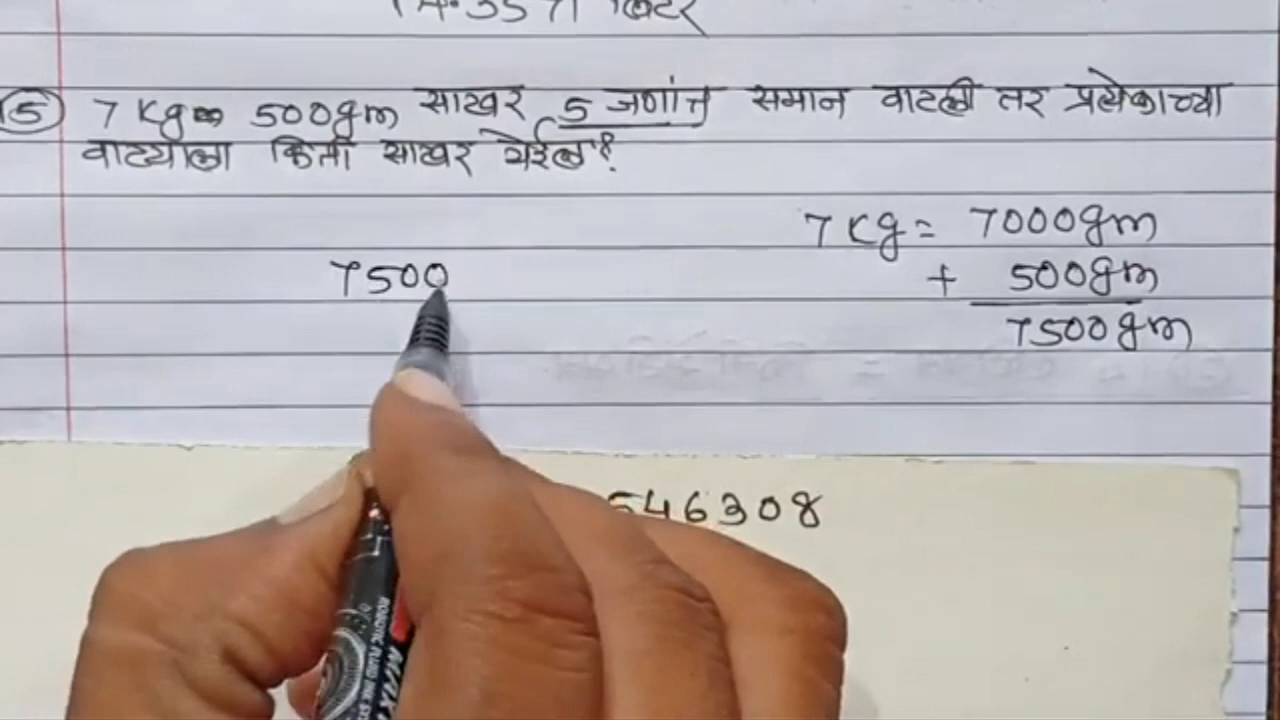 लिटर
⑤ 7 Kg 500gm साखर 5 जणांत समान वाटली तर प्रत्येकाच्या
वाट्याला किती साखर येईल?
7 Kg = 7000gm
+ 500gm
7500gm
7500
546308